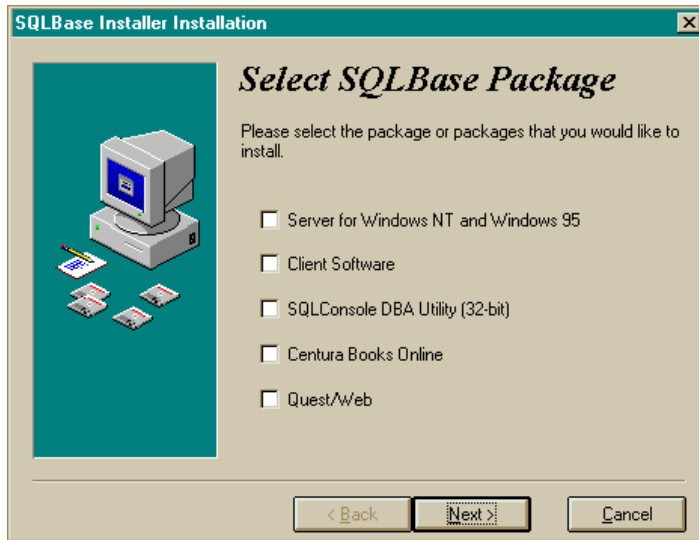 SQLBase Installer Installation
Select SQLBase Package
Please select the package or packages that you would like to
install.
Server for Windows NT and Windows 95
Client Software
SQLConsole DBA Utility (32-bit)
Centura Books Online
Quest/Web
< Back
Next >
Cancel